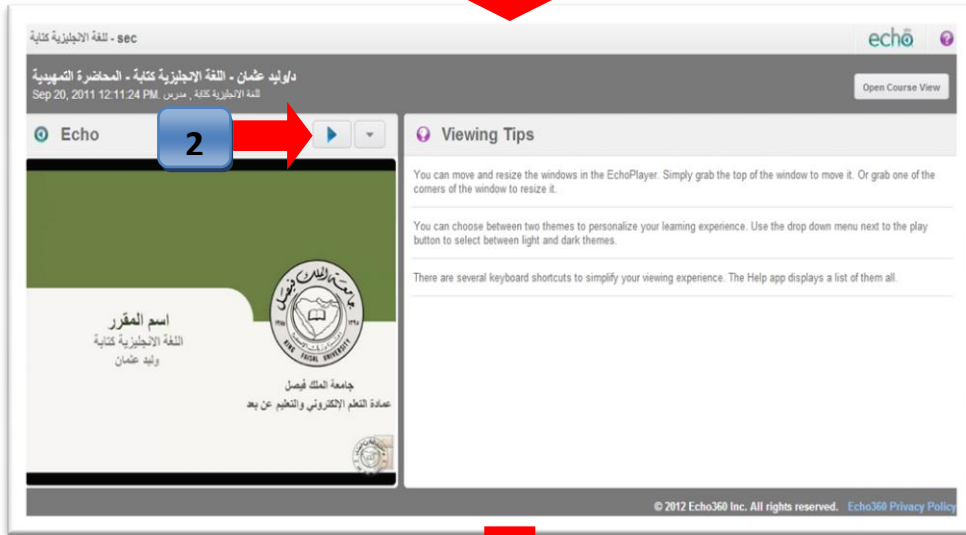 sec - للغة الانجليزية كتابة
echo
د/وليد عثمان - اللغة الانجليزية كتابة - المحاضرة التمهيدية
اللغة الانجليزية كتابة , مدرس. Sep 20, 2011 12:11:24 PM
Open Course View
Echo
2
Viewing Tips
You can move and resize the windows in the EchoPlayer. Simply grab the top of the window to move it. Or grab one of the
corners of the window to resize it.
You can choose between two themes to personalize your learning experience. Use the drop down menu next to the play
button to select between light and dark themes.
There are several keyboard shortcuts to simplify your viewing experience. The Help app displays a list of them all.
جامعة الملك فيصل
KING FAISAL UNIVERSITY
اسم المقرر
اللغة الانجليزية كتابة
وليد عثمان
جامعة الملك فيصل
عمادة التعلم الإلكتروني والتعليم عن بعد
© 2012 Echo360 Inc. All rights reserved. Echo360 Privacy Policy